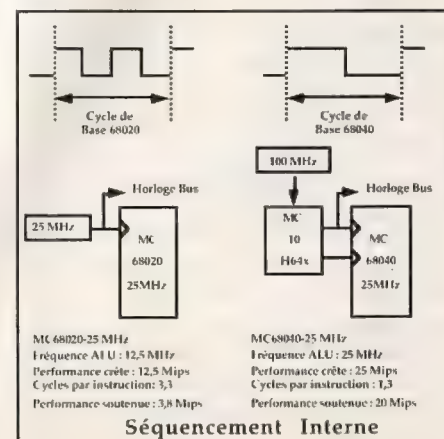 Cycle de
Base 68020
Cycle de
Base 68040
100 MHz
25 MHz
Horloge Bus
MC
68020
25MHz
MC
10
H64x
Horloge Bus
MC
68040
25MHz
MC68020-25 MHz
Fréquence ALU : 12,5 MHz
Performance crête : 12,5 Mips
Cycles par instruction : 3,3
Performance soutenue : 3,8 Mips
MC68040-25 MHz
Fréquence ALU : 25 MHz
Performance crête : 25 Mips
Cycles par instruction : 1,3
Performance soutenue : 20 Mips
Séquencement Interne